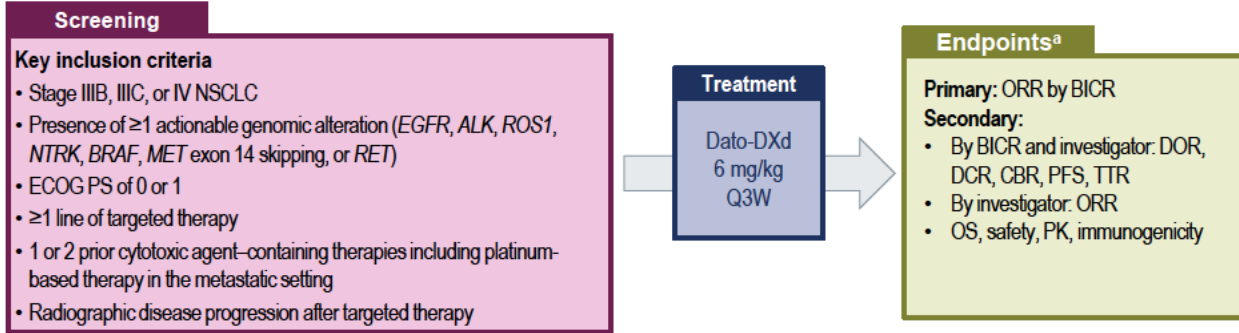 Screening
Key inclusion criteria
• Stage IIIB, IIIC, or IV NSCLC
• Presence of ≥1 actionable genomic alteration (EGFR, ALK, ROS1,
NTRK, BRAF, MET exon 14 skipping, or RET)
• ECOG PS of 0 or 1
• ≥1 line of targeted therapy
• 1 or 2 prior cytotoxic agent–containing therapies including platinum-
based therapy in the metastatic setting
• Radiographic disease progression after targeted therapy
Treatment
Dato-DXd
6 mg/kg
Q3W
Endpointsᵃ
Primary: ORR by BICR
Secondary:
• By BICR and investigator: DOR,
DCR, CBR, PFS, TTR
• By investigator: ORR
• OS, safety, PK, immunogenicity